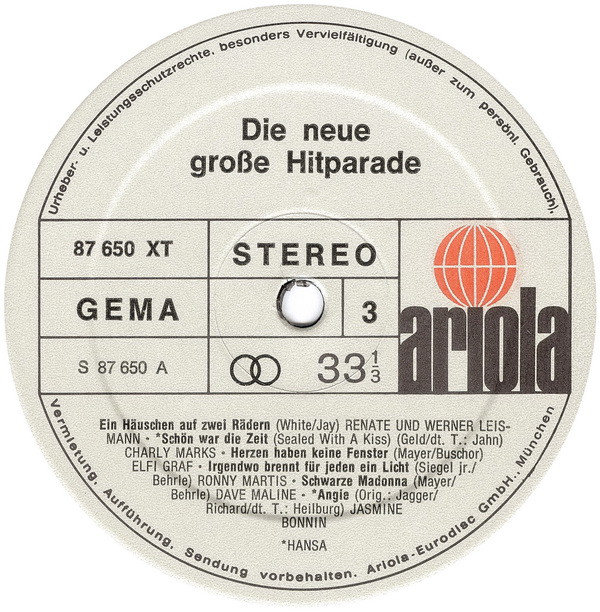 Urheber- u. Leistungsschutzrechte, besonders Vervielfältigung (außer zum persönl. Gebrauch),
Die neue
große Hitparade
87 650 XT
STEREO
GEMA
3
ariola
S 87 650 A
33 1/3
Ein Häuschen auf zwei Rädern (White/Jay) RENATE UND WERNER LEIS-
MANN · *Schön war die Zeit (Sealed With A Kiss) (Geld/dt. T.: Jahn)
CHARLY MARKS · Herzen haben keine Fenster (Mayer/Buschor)
ELFI GRAF · Irgendwo brennt für jeden ein Licht (Siegel jr./
Behrle) RONNY MARTIS · Schwarze Madonna (Mayer/
Behrle) DAVE MALINE · *Angie (Orig.: Jagger/
Richard/dt. T.: Heilburg) JASMINE
BONNIN
*HANSA
Vermietung, Aufführung, Sendung vorbehalten. Ariola-Eurodisc GmbH., München